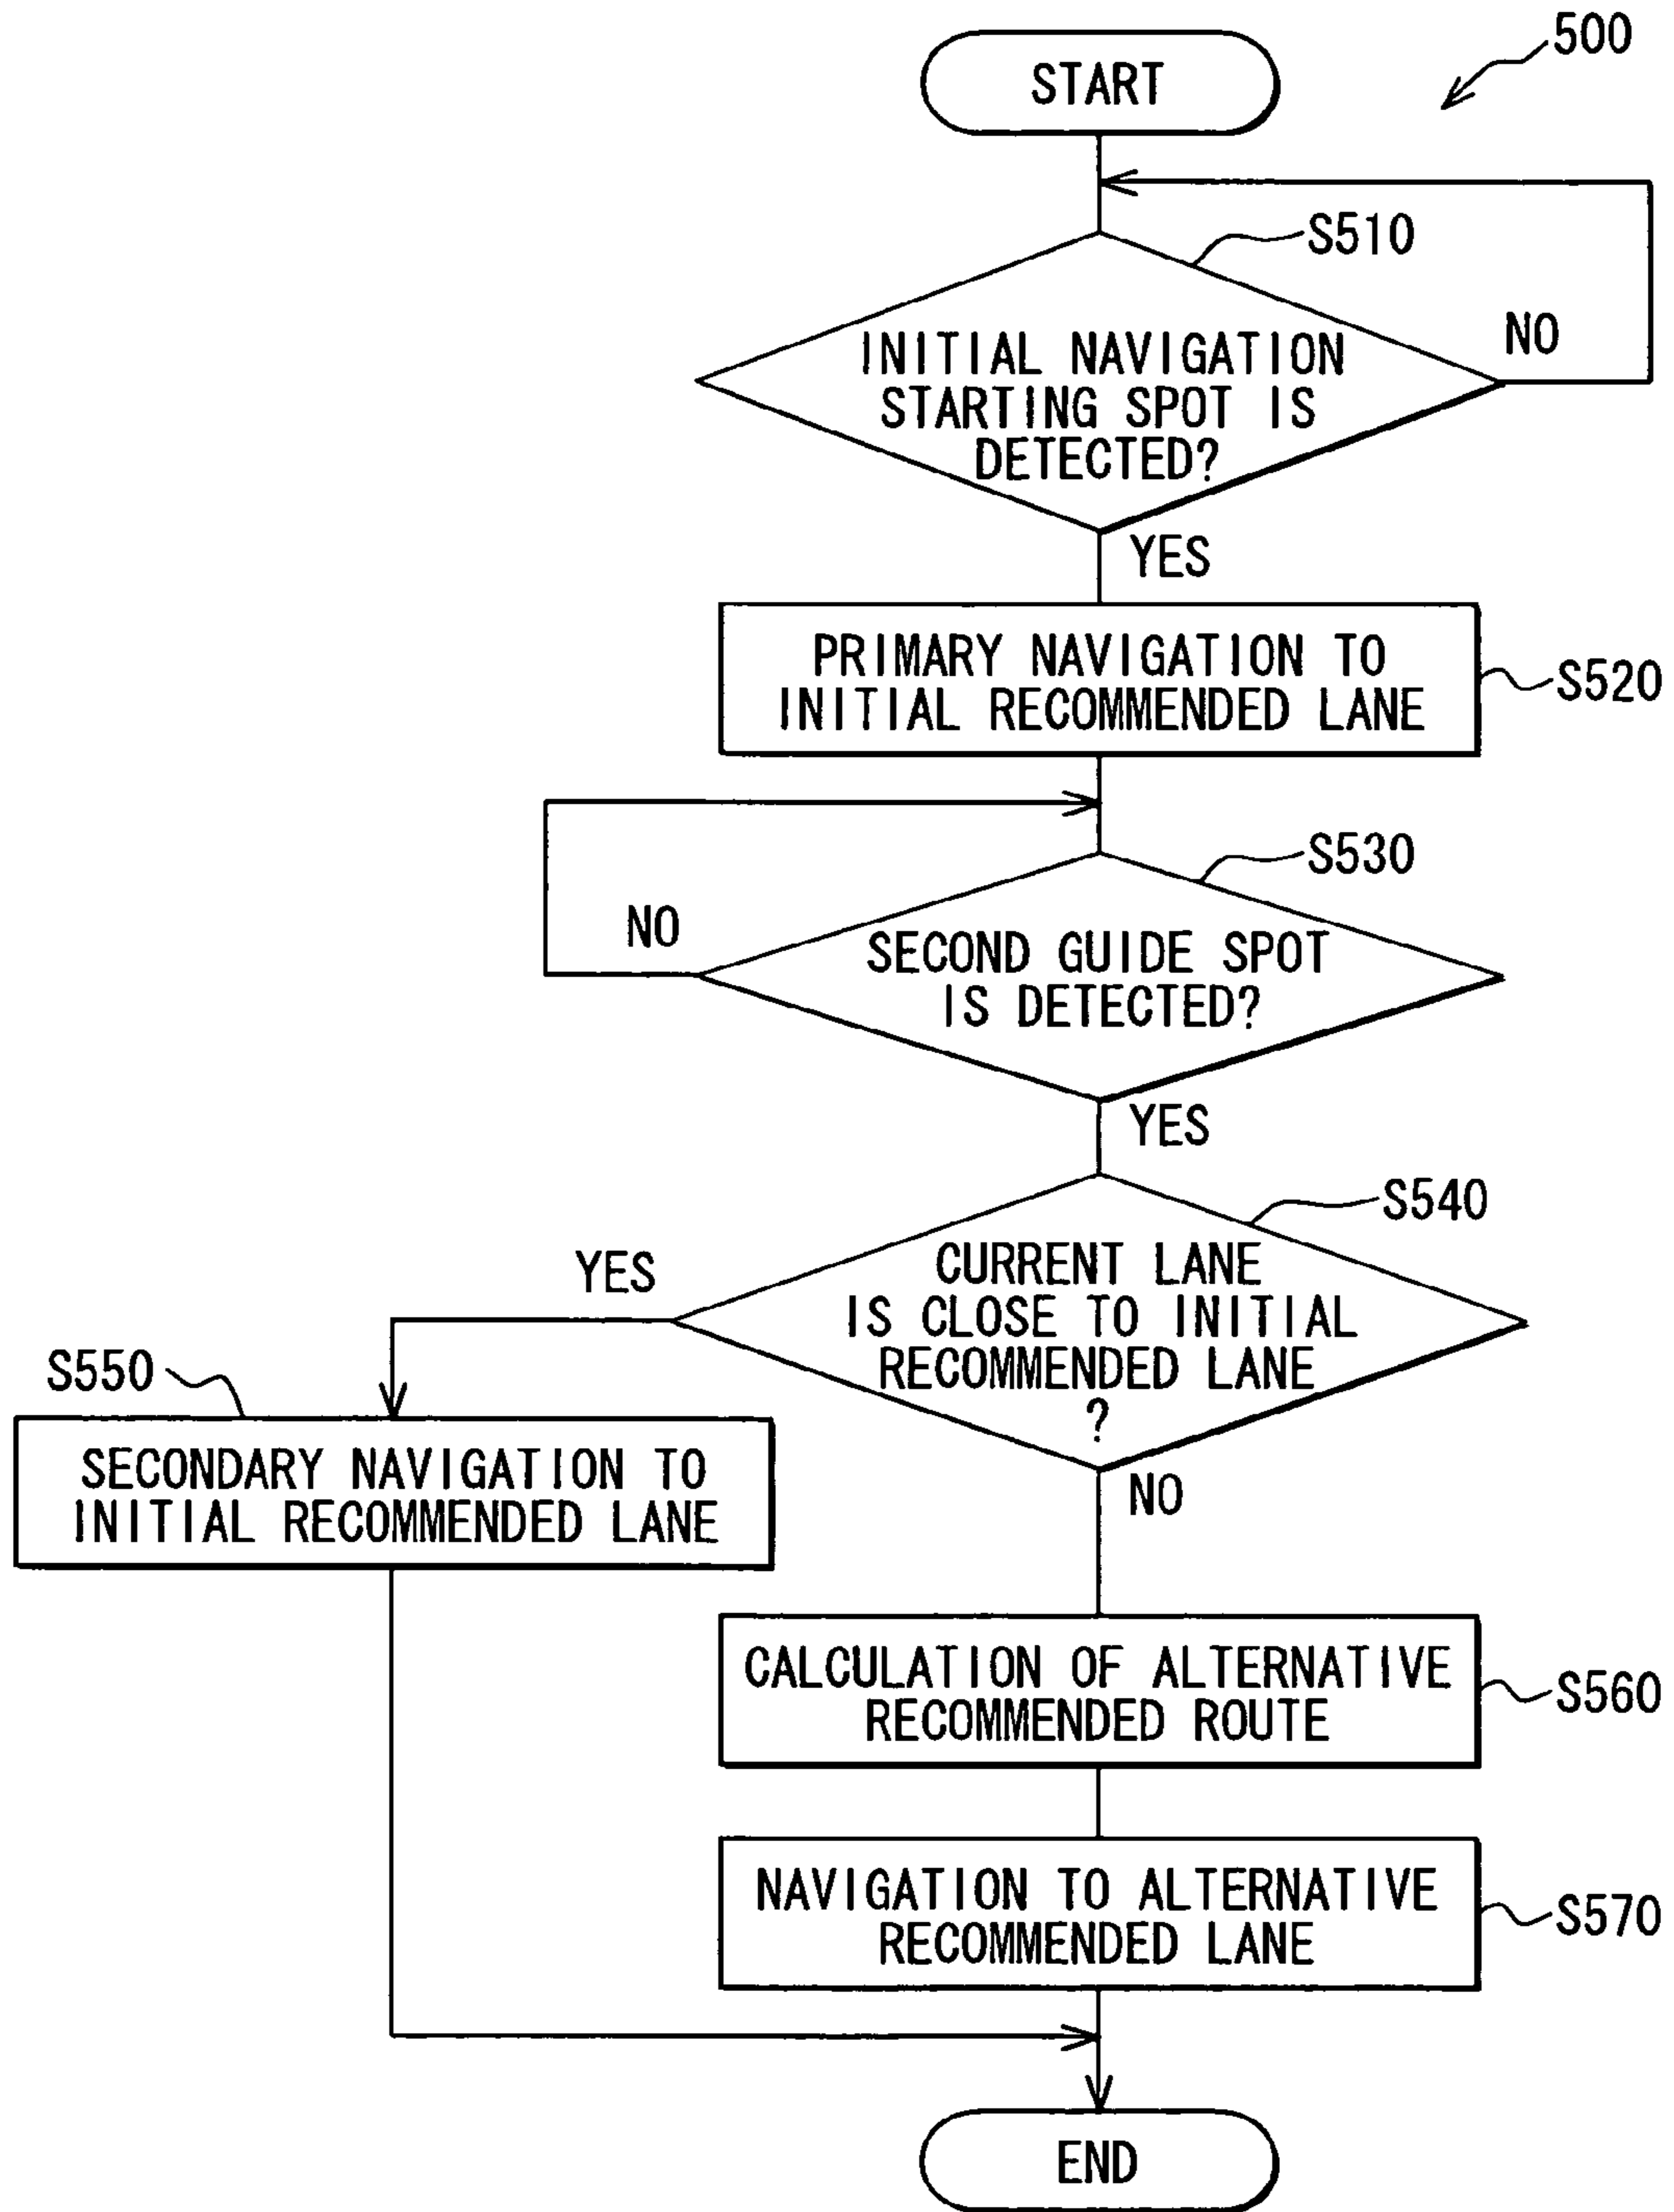 500
START
S510
INITIAL NAVIGATION
STARTING SPOT IS
DETECTED?
NO
YES
PRIMARY NAVIGATION TO
INITIAL RECOMMENDED LANE
S520
S530
NO
SECOND GUIDE SPOT
IS DETECTED?
YES
S540
YES
CURRENT LANE
IS CLOSE TO INITIAL
RECOMMENDED LANE
?
NO
S550
SECONDARY NAVIGATION TO
INITIAL RECOMMENDED LANE
CALCULATION OF ALTERNATIVE
RECOMMENDED ROUTE
S560
NAVIGATION TO ALTERNATIVE
RECOMMENDED LANE
S570
END